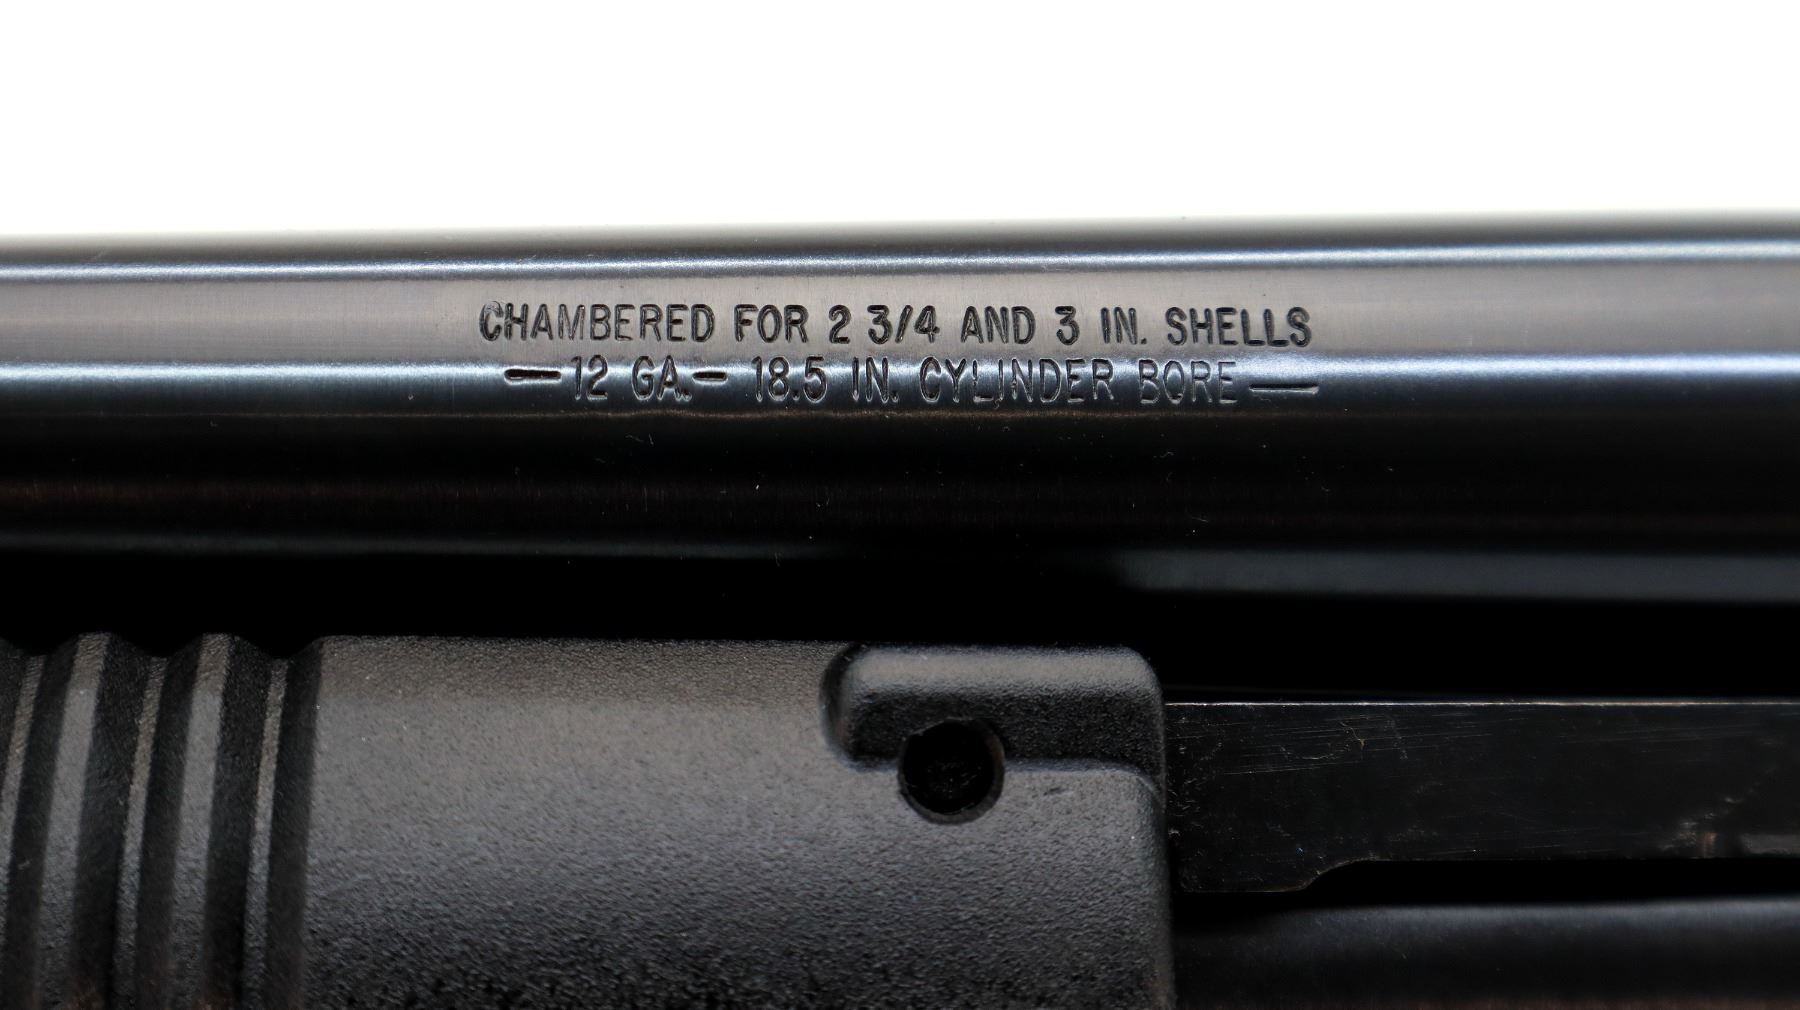 CHAMBERED FOR 2 3/4 AND 3 IN. SHELLS
—12 GA.— 18.5 IN. CYLINDER BORE—